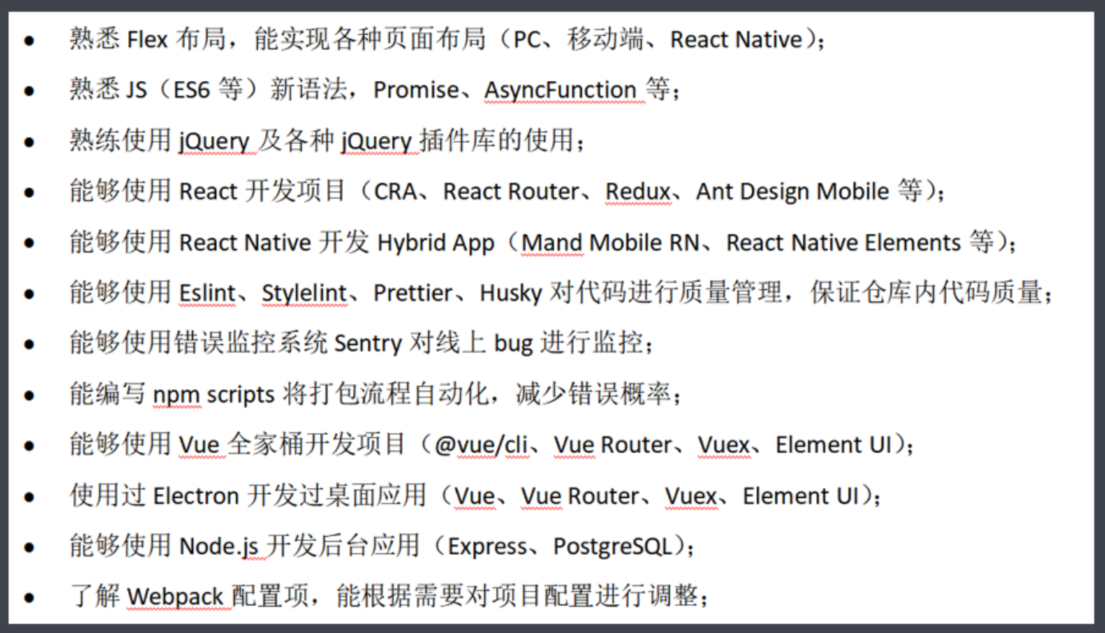 • 熟悉 Flex 布局，能实现各种页面布局（PC、移动端、React Native）；
• 熟悉 JS（ES6 等）新语法，Promise、AsyncFunction 等；
• 熟练使用 jQuery 及各种 jQuery 插件库的使用；
• 能够使用 React 开发项目（CRA、React Router、Redux、Ant Design Mobile 等）；
• 能够使用 React Native 开发 Hybrid App（Mand Mobile RN、React Native Elements 等）；
• 能够使用 Eslint、Stylelint、Prettier、Husky 对代码进行质量管理，保证仓库内代码质量；
• 能够使用错误监控系统 Sentry 对线上 bug 进行监控；
• 能编写 npm scripts 将打包流程自动化，减少错误概率；
• 能够使用 Vue 全家桶开发项目（@vue/cli、Vue Router、Vuex、Element UI）；
• 使用过 Electron 开发过桌面应用（Vue、Vue Router、Vuex、Element UI）；
• 能够使用 Node.js 开发后台应用（Express、PostgreSQL）；
• 了解 Webpack 配置项，能根据需要对项目配置进行调整；